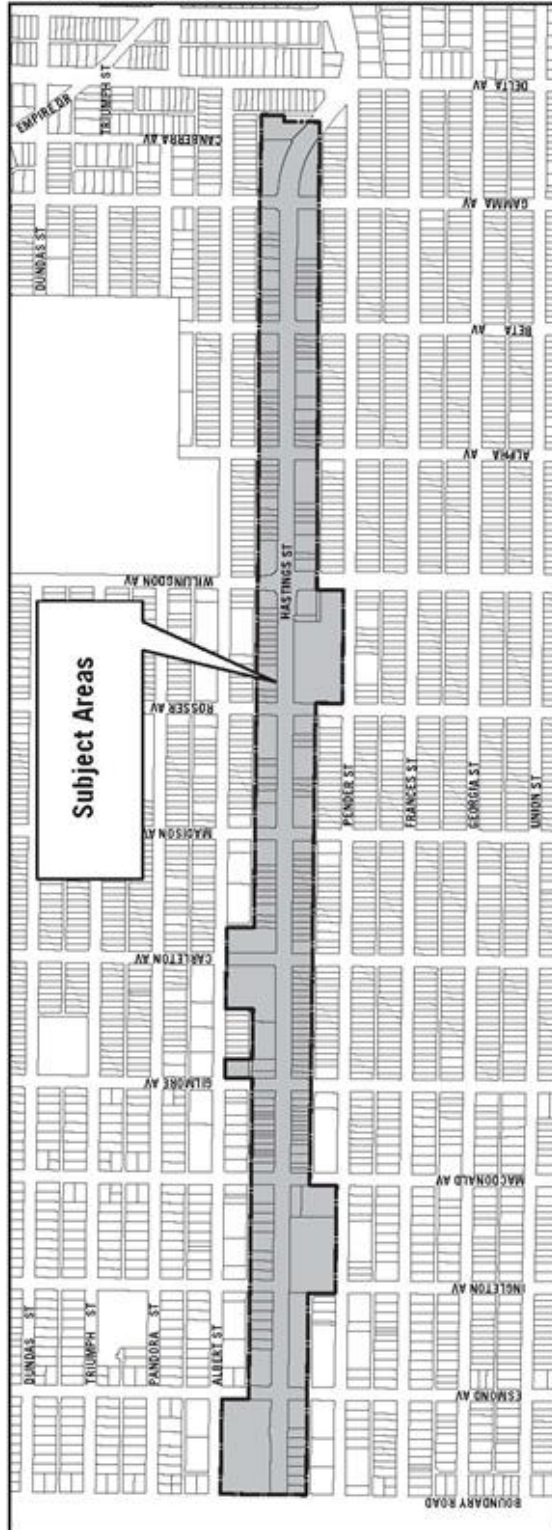 EMPIRE DR
TRIUMPH ST
CANBERRA AV
DELTA AV
DUNDAS ST
GAMMA AV
BETA AV
ALPHA AV
WILLINGDON AV
HASTINGS ST
Subject Areas
ROSSER AV
MADISON AV
PENDER ST
FRANCES ST
GEORGIA ST
UNION ST
CARLETON AV
GILMORE AV
MACDONALD AV
INGLETON AV
DUNDAS ST
TRIUMPH ST
PANDORA ST
ALBERT ST
ESMOND AV
BOUNDARY ROAD